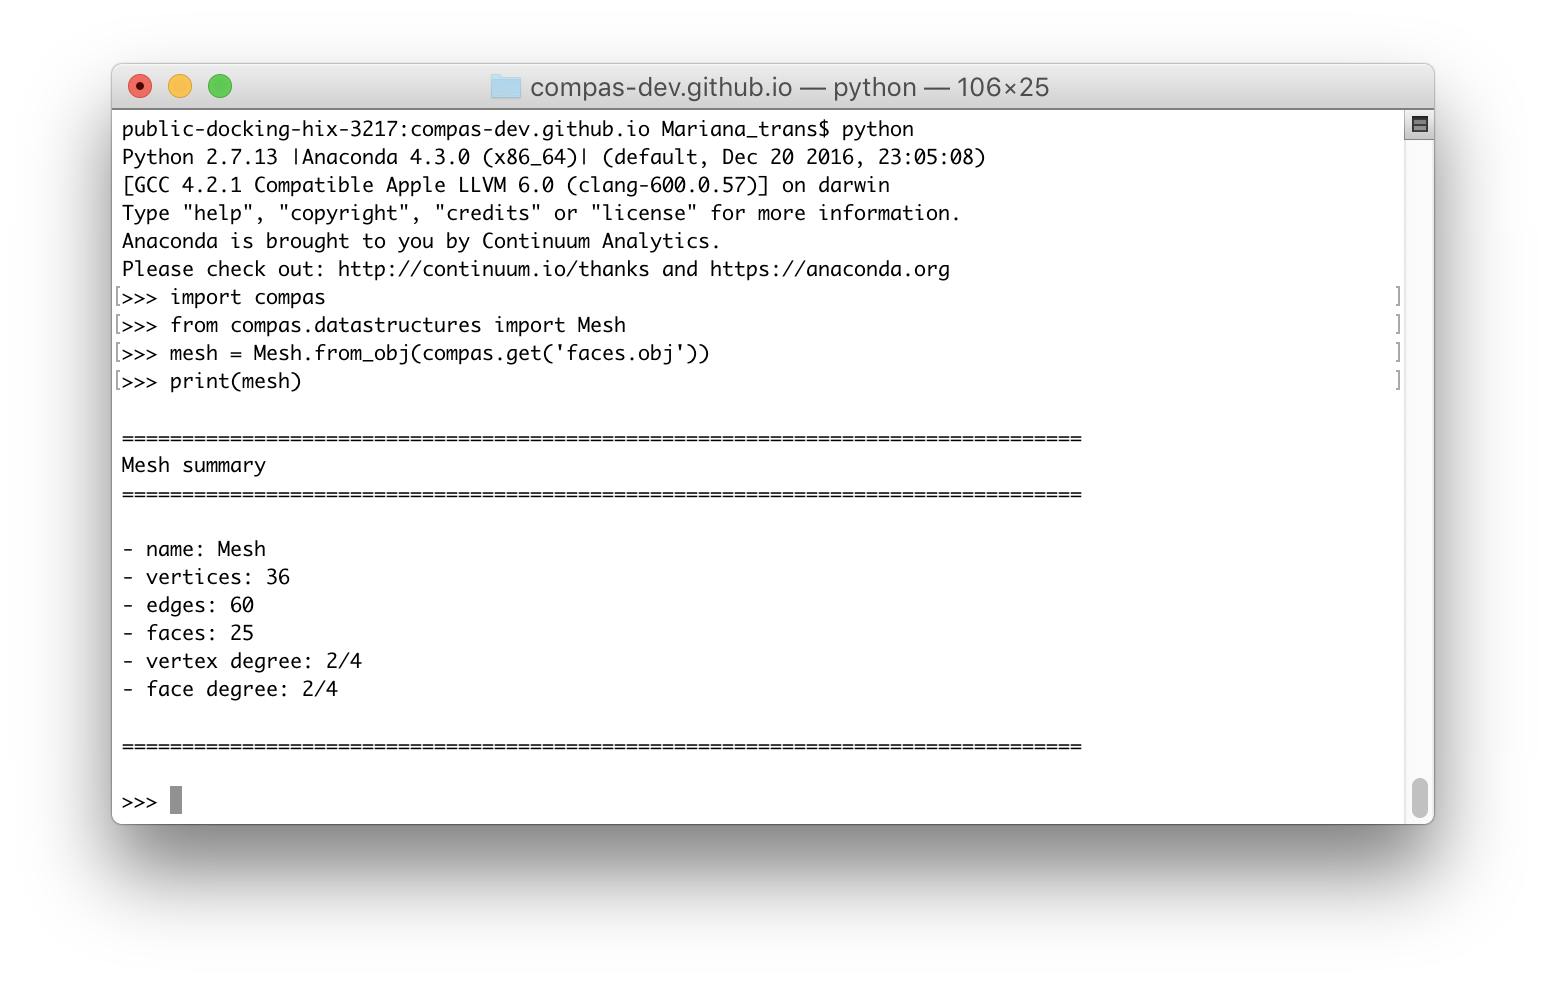 compas-dev.github.io — python — 106×25
public-docking-hix-3217:compas-dev.github.io Mariana_trans$ python
Python 2.7.13 |Anaconda 4.3.0 (x86_64)| (default, Dec 20 2016, 23:05:08)
[GCC 4.2.1 Compatible Apple LLVM 6.0 (clang-600.0.57)] on darwin
Type "help", "copyright", "credits" or "license" for more information.
Anaconda is brought to you by Continuum Analytics.
Please check out: http://continuum.io/thanks and https://anaconda.org
[>>> import compas ]
[>>> from compas.datastructures import Mesh ]
[>>> mesh = Mesh.from_obj(compas.get('faces.obj')) ]
[>>> print(mesh) ]
================================================================================
Mesh summary
================================================================================
- name: Mesh
- vertices: 36
- edges: 60
- faces: 25
- vertex degree: 2/4
- face degree: 2/4
================================================================================
>>>